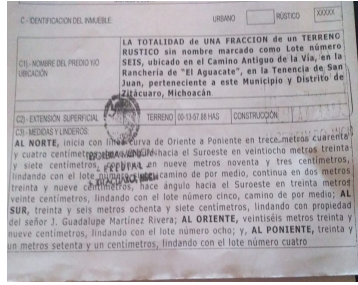 C.- IDENTIFICACION DEL INMUEBLE. URBANO RÚSTICO XXXXX
C1).- NOMBRE DEL PREDIO Y/O UBICACIÓN
LA TOTALIDAD DE UNA FRACCION de un TERRENO
RUSTICO sin nombre marcado como Lote número
SEIS, ubicado en el Camino Antiguo de la Vía, en la
Ranchería de "El Aguacate", en la Tenencia de San
Juan, perteneciente a este Municipio y Distrito de
Zitácuaro, Michoacán
C2).- EXTENSIÓN SUPERFICIAL TERRENO 00-13-57.88 HAS CONSTRUCCIÓN
C3).- MEDIDAS Y LINDEROS:
AL NORTE, inicia con línea curva de Oriente a Poniente en trece metros cuarenta
y cuatro centímetros hacia el Suroeste en veintiocho metros treinta
y siete centímetros, en nueve metros noventa y tres centímetros,
lindando con el lote camino de por medio, continua en dos metros
treinta y nueve centímetros, hace ángulo hacia el Suroeste en treinta metros
veinte centímetros, lindando con el lote número cinco, camino de por medio; AL
SUR, treinta y seis metros ochenta y siete centímetros, lindando con propiedad
del señor J. Guadalupe Martínez Rivera; AL ORIENTE, veintiséis metros treinta y
nueve centímetros, lindando con el lote número ocho; y, AL PONIENTE, treinta y
un metros setenta y un centímetros, lindando con el lote número cuatro